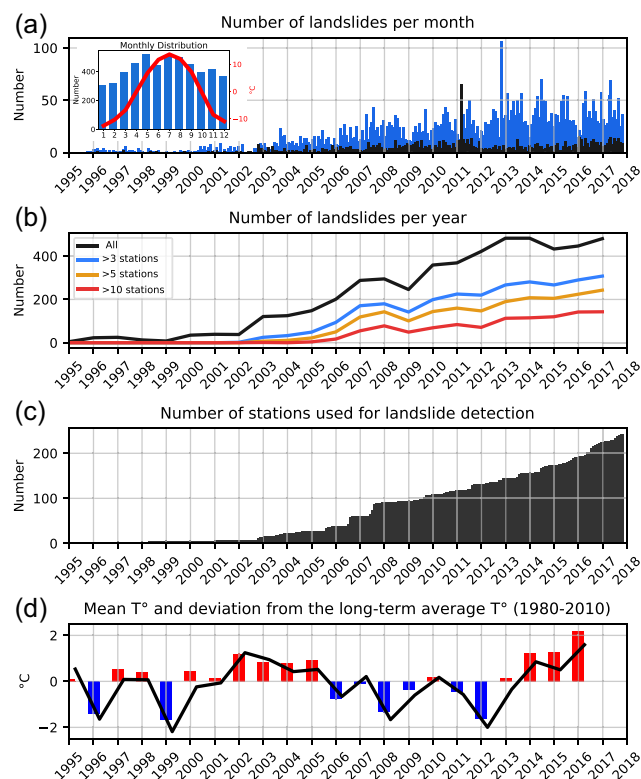 (a)
Number of landslides per month
Monthly Distribution
Number
0
200
400
1 2 3 4 5 6 7 8 9 10 11 12
10
0
−10
°C
Number
100
50
0
1995 1996 1997 1998 1999 2000 2001 2002 2003 2004 2005 2006 2007 2008 2009 2010 2011 2012 2013 2014 2015 2016 2017 2018
(b)
Number of landslides per year
All
>3 stations
>5 stations
>10 stations
Number
400
200
0
1995 1996 1997 1998 1999 2000 2001 2002 2003 2004 2005 2006 2007 2008 2009 2010 2011 2012 2013 2014 2015 2016 2017 2018
(c)
Number of stations used for landslide detection
Number
200
100
0
1995 1996 1997 1998 1999 2000 2001 2002 2003 2004 2005 2006 2007 2008 2009 2010 2011 2012 2013 2014 2015 2016 2017 2018
(d)
Mean T° and deviation from the long-term average T° (1980-2010)
°C
2
0
−2
1995 1996 1997 1998 1999 2000 2001 2002 2003 2004 2005 2006 2007 2008 2009 2010 2011 2012 2013 2014 2015 2016 2017 2018